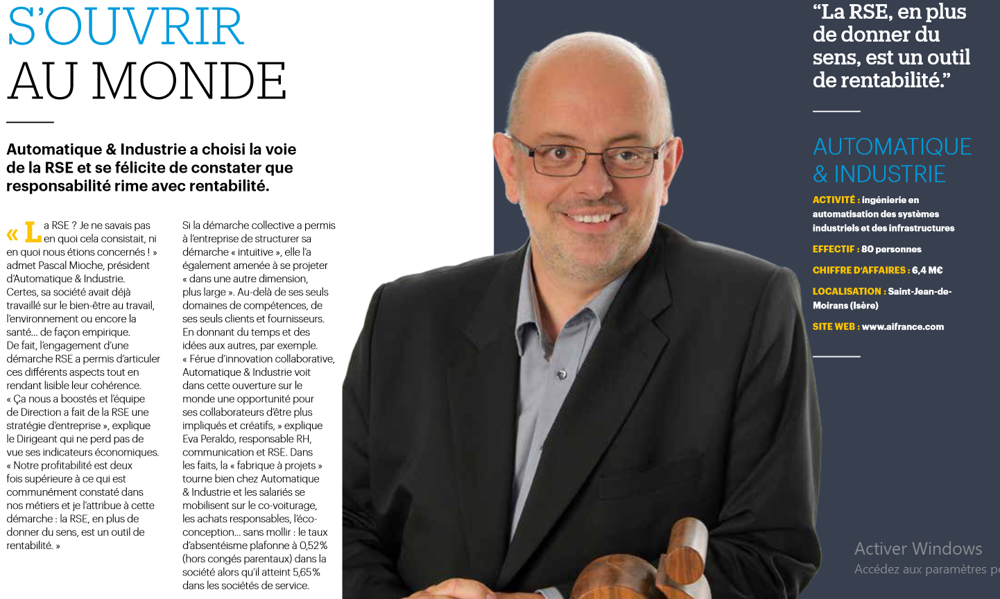 S’OUVRIR
AU MONDE
Automatique & Industrie a choisi la voie
de la RSE et se félicite de constater que
responsabilité rime avec rentabilité.
« La RSE ? Je ne savais pas
en quoi cela consistait, ni
en quoi nous étions concernés ! »
admet Pascal Mioche, président
d’Automatique & Industrie.
Certes, sa société avait déjà
travaillé sur le bien-être au travail,
l’environnement ou encore la
santé... de façon empirique.
De fait, l’engagement d’une
démarche RSE a permis d’articuler
ces différents aspects tout en
rendant lisible leur cohérence.
« Ça nous a boostés et l’équipe
de Direction a fait de la RSE une
stratégie d’entreprise », explique
le Dirigeant qui ne perd pas de
vue ses indicateurs économiques.
« Notre profitabilité est deux
fois supérieure à ce qui est
communément constaté dans
nos métiers et je l’attribue à cette
démarche : la RSE, en plus de
donner du sens, est un outil de
rentabilité. »
Si la démarche collective a permis
à l’entreprise de structurer sa
démarche « intuitive », elle l’a
également amenée à se projeter
« dans une autre dimension,
plus large ». Au-delà de ses seuls
domaines de compétences, de
ses seuls clients et fournisseurs.
En donnant du temps et des
idées aux autres, par exemple.
« Férue d’innovation collaborative,
Automatique & Industrie voit
dans cette ouverture sur le
monde une opportunité pour
ses collaborateurs d’être plus
impliqués et créatifs, » explique
Eva Peraldo, responsable RH,
communication et RSE. Dans
les faits, la « fabrique à projets »
tourne bien chez Automatique
& Industrie et les salariés se
mobilisent sur le co-voiturage,
les achats responsables, l’éco-
conception... sans mollir : le taux
d’absentéisme plafonne à 0,52 %
(hors congés parentaux) dans la
société alors qu’il atteint 5,65 %
dans les sociétés de service.
“La RSE, en plus
de donner du
sens, est un outil
de rentabilité.”
AUTOMATIQUE
& INDUSTRIE
ACTIVITÉ : ingénierie en
automatisation des systèmes
industriels et des infrastructures
EFFECTIF : 80 personnes
CHIFFRE D’AFFAIRES : 6,4 M€
LOCALISATION : Saint-Jean-de-
Moirans (Isère)
SITE WEB : www.aifrance.com
Activer Windows
Accédez aux paramètres